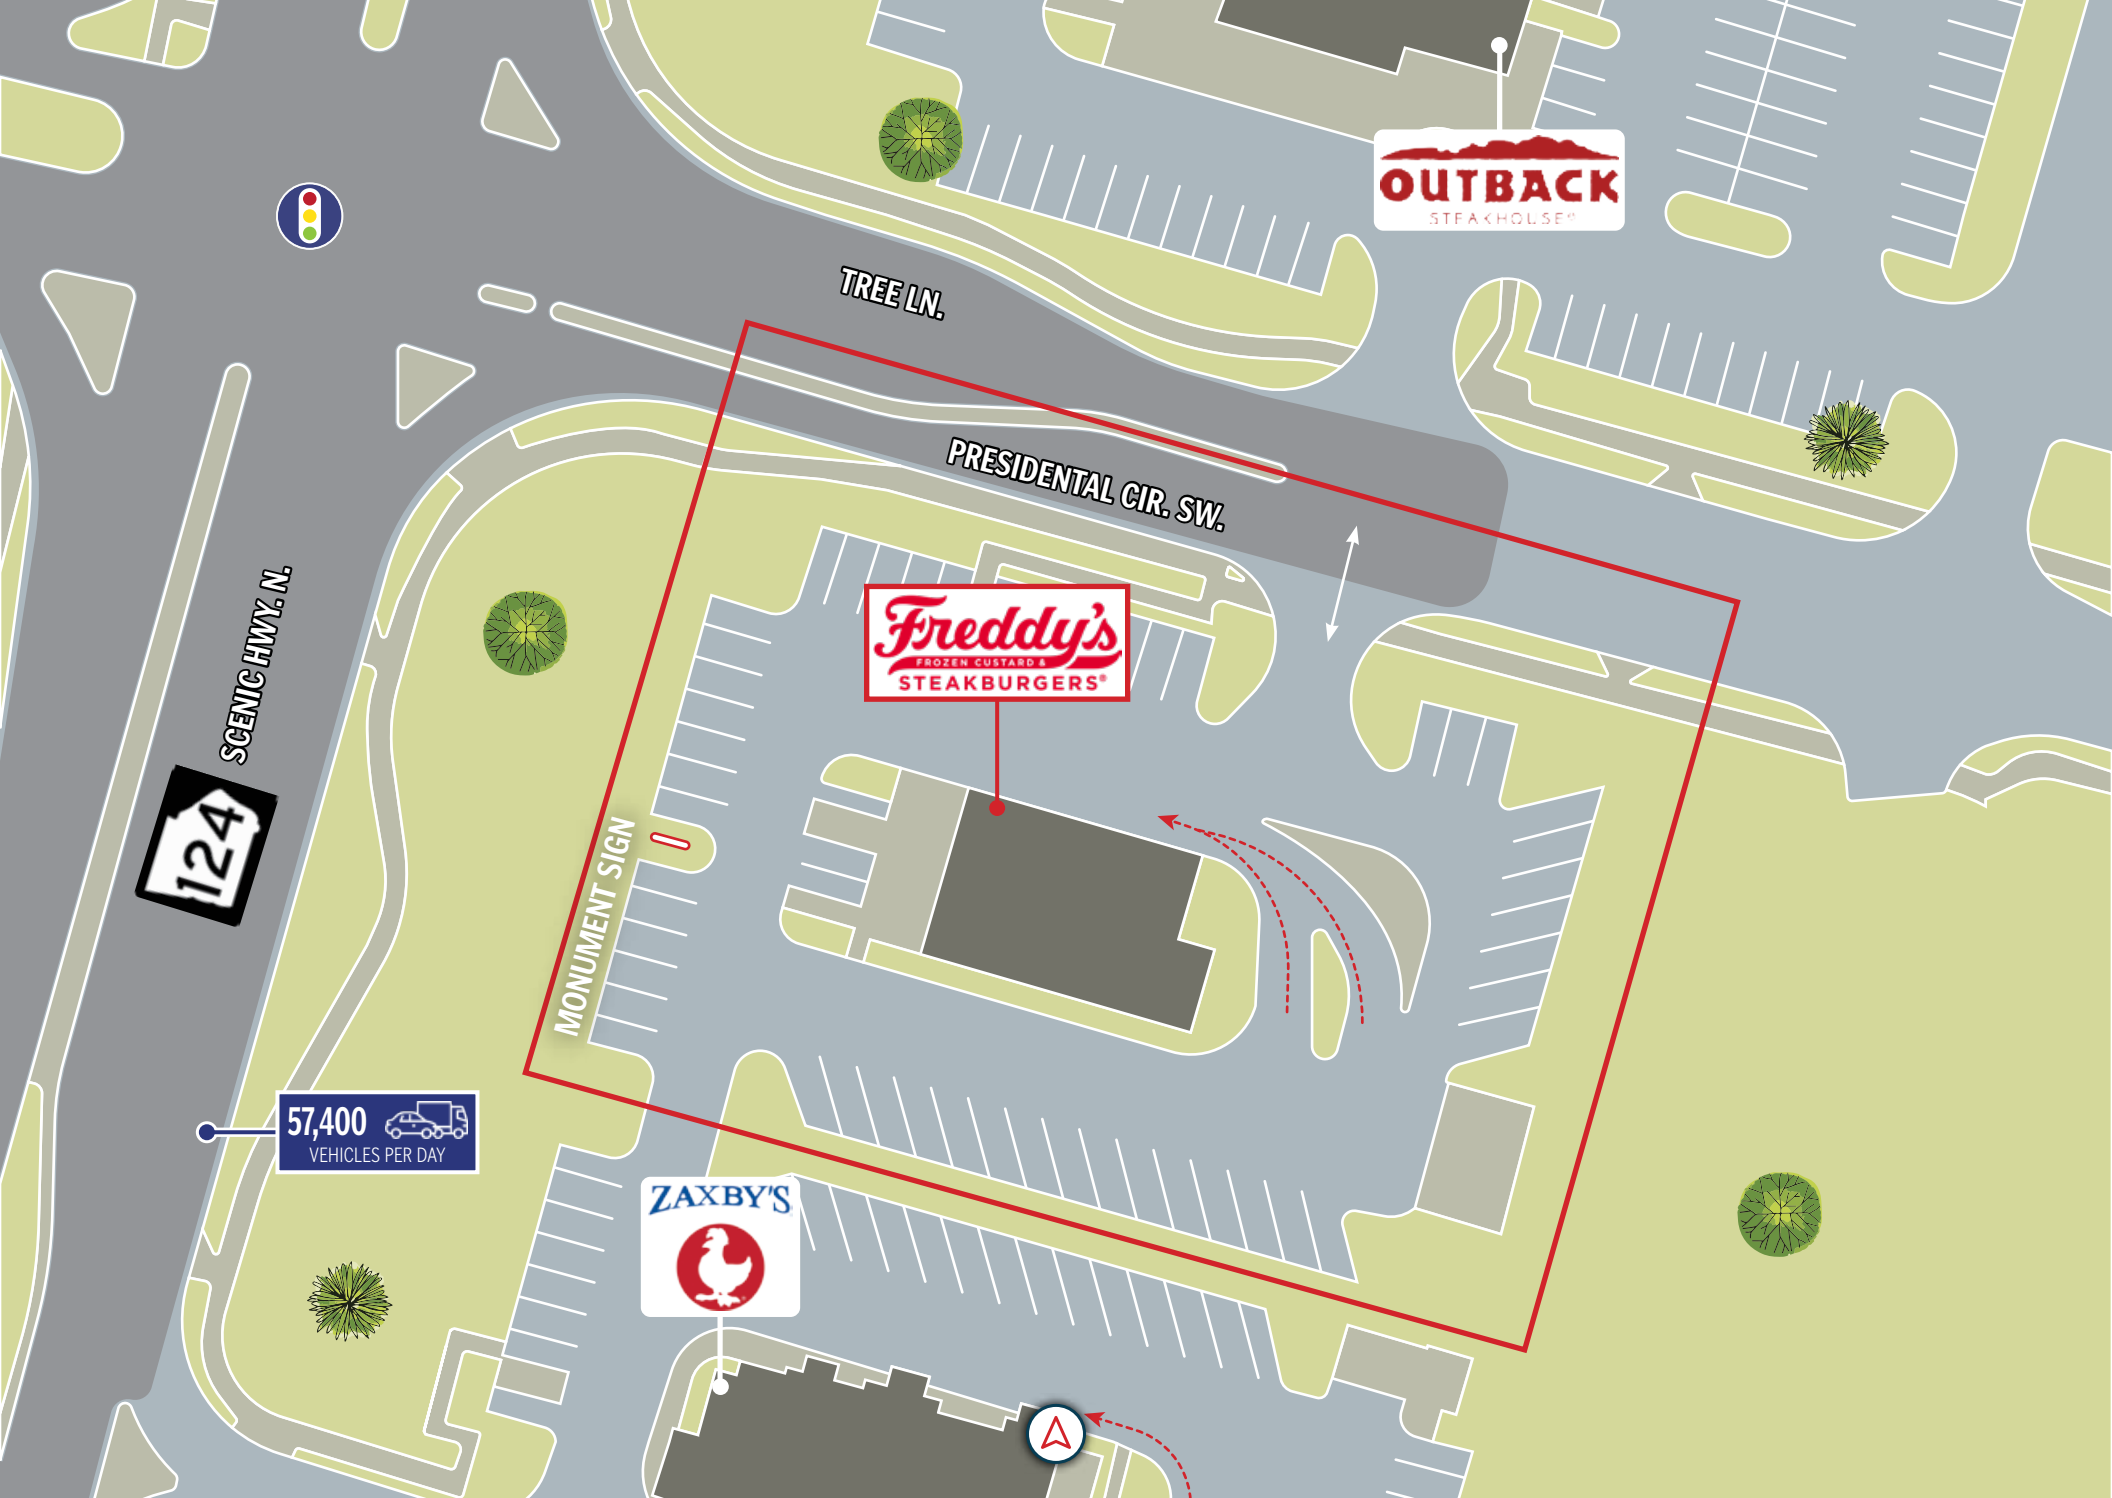 OUTBACK
STEAKHOUSE®
TREE LN.
PRESIDENTAL CIR. SW.
Freddy's
FROZEN CUSTARD &
STEAKBURGERS®
SCENIC HWY. N.
124
MONUMENT SIGN
57,400
VEHICLES PER DAY
ZAXBY'S